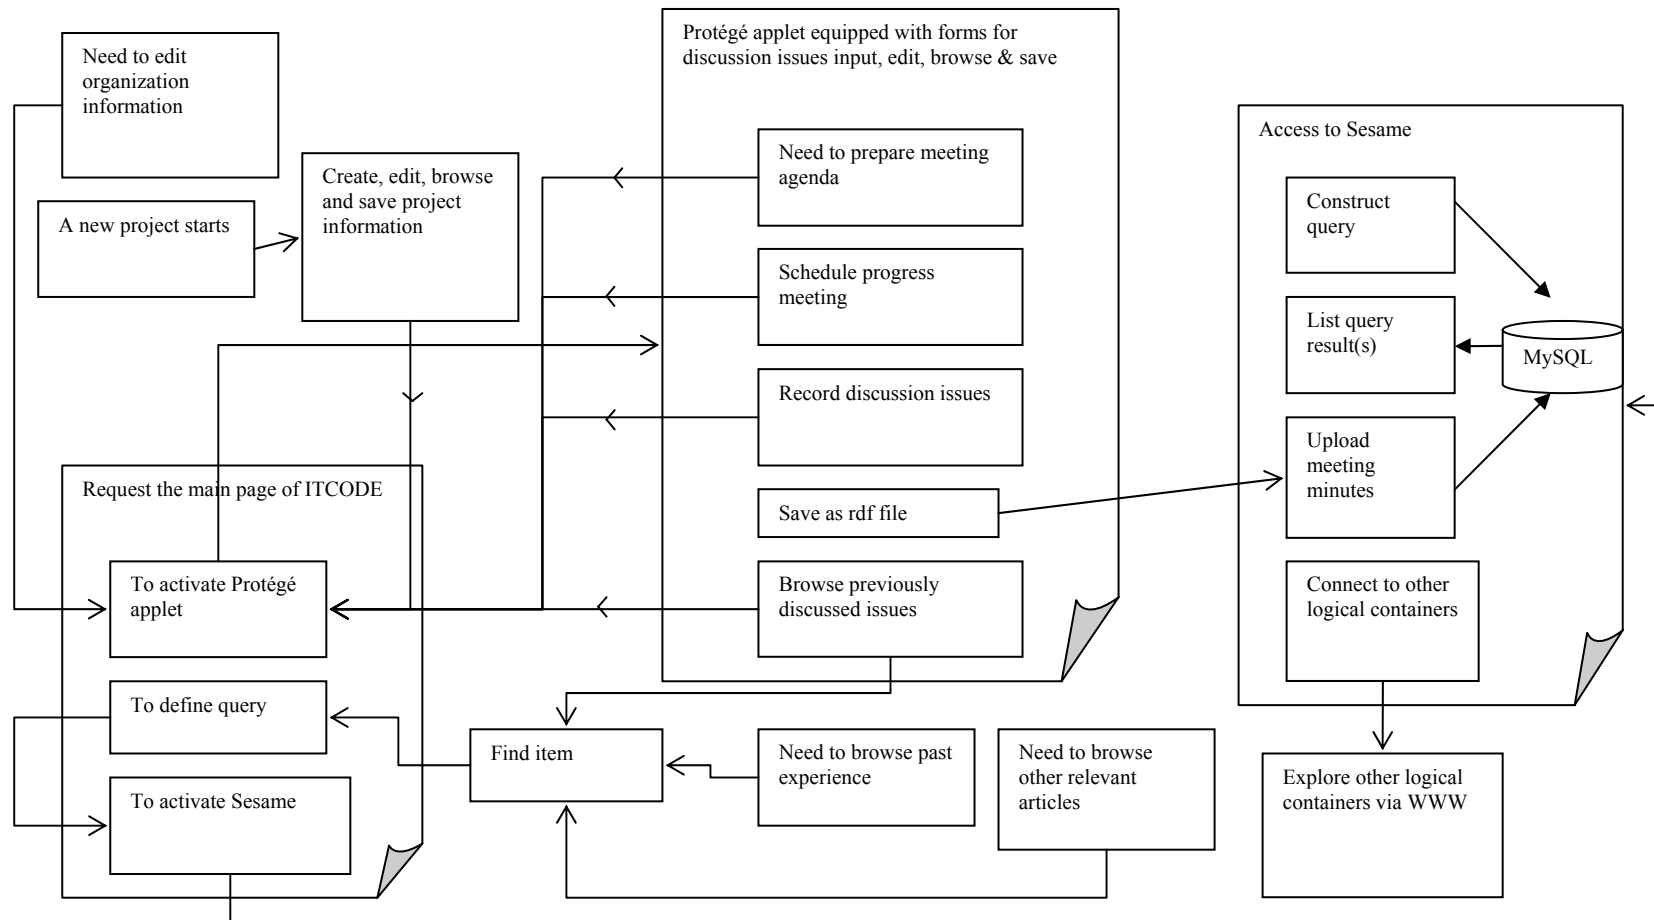 Need to edit
organization
information
A new project starts
Create, edit, browse
and save project
information
Protégé applet equipped with forms for
discussion issues input, edit, browse & save
Need to prepare meeting
agenda
Schedule progress
meeting
Record discussion issues
Save as rdf file
Browse previously
discussed issues
Access to Sesame
Construct
query
List query
result(s)
MySQL
Upload
meeting
minutes
Connect to other
logical containers
Request the main page of ITCODE
To activate Protégé
applet
To define query
To activate Sesame
Find item
Need to browse past
experience
Need to browse
other relevant
articles
Explore other logical
containers via WWW